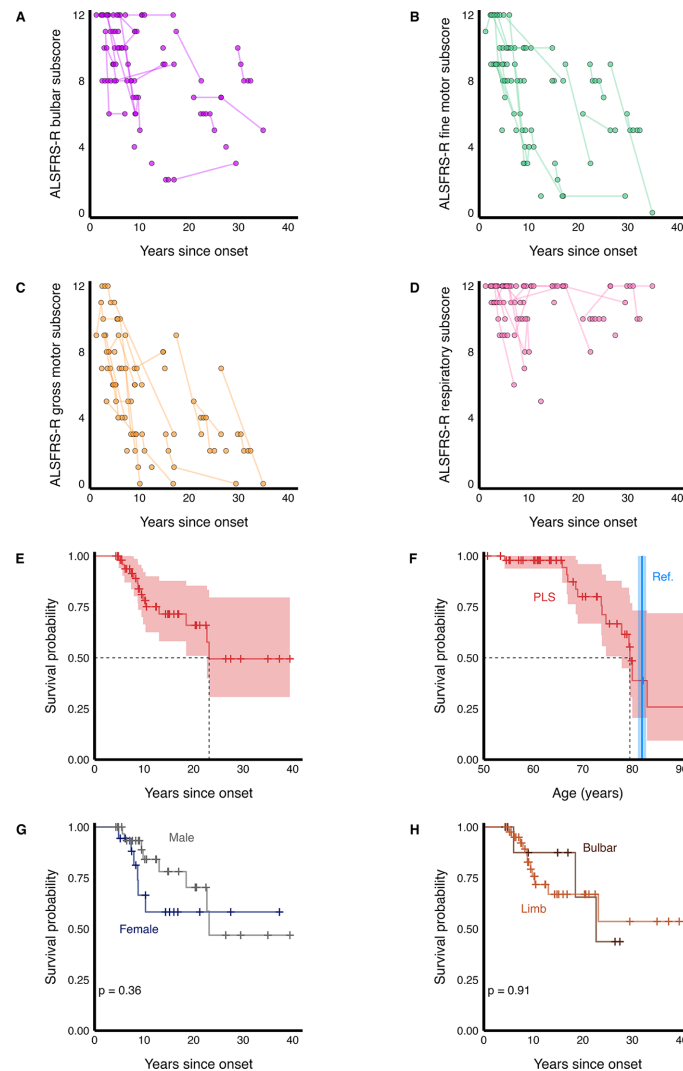 A
ALSFRS-R bulbar subscore
12
8
4
0
0 10 20 30 40
Years since onset
B
ALSFRS-R fine motor subscore
12
8
4
0
0 10 20 30 40
Years since onset
C
ALSFRS-R gross motor subscore
12
8
4
0
0 10 20 30 40
Years since onset
D
ALSFRS-R respiratory subscore
12
8
4
0
0 10 20 30 40
Years since onset
E
Survival probability
1.00
0.75
0.50
0.25
0.00
0 10 20 30 40
Years since onset
F
Survival probability
1.00
0.75
0.50
0.25
0.00
Ref.
PLS
50 60 70 80 90
Age (years)
G
Survival probability
1.00
0.75
0.50
0.25
0.00
Male
Female
p = 0.36
0 10 20 30 40
Years since onset
H
Survival probability
1.00
0.75
0.50
0.25
0.00
Bulbar
Limb
p = 0.91
0 10 20 30 40
Years since onset